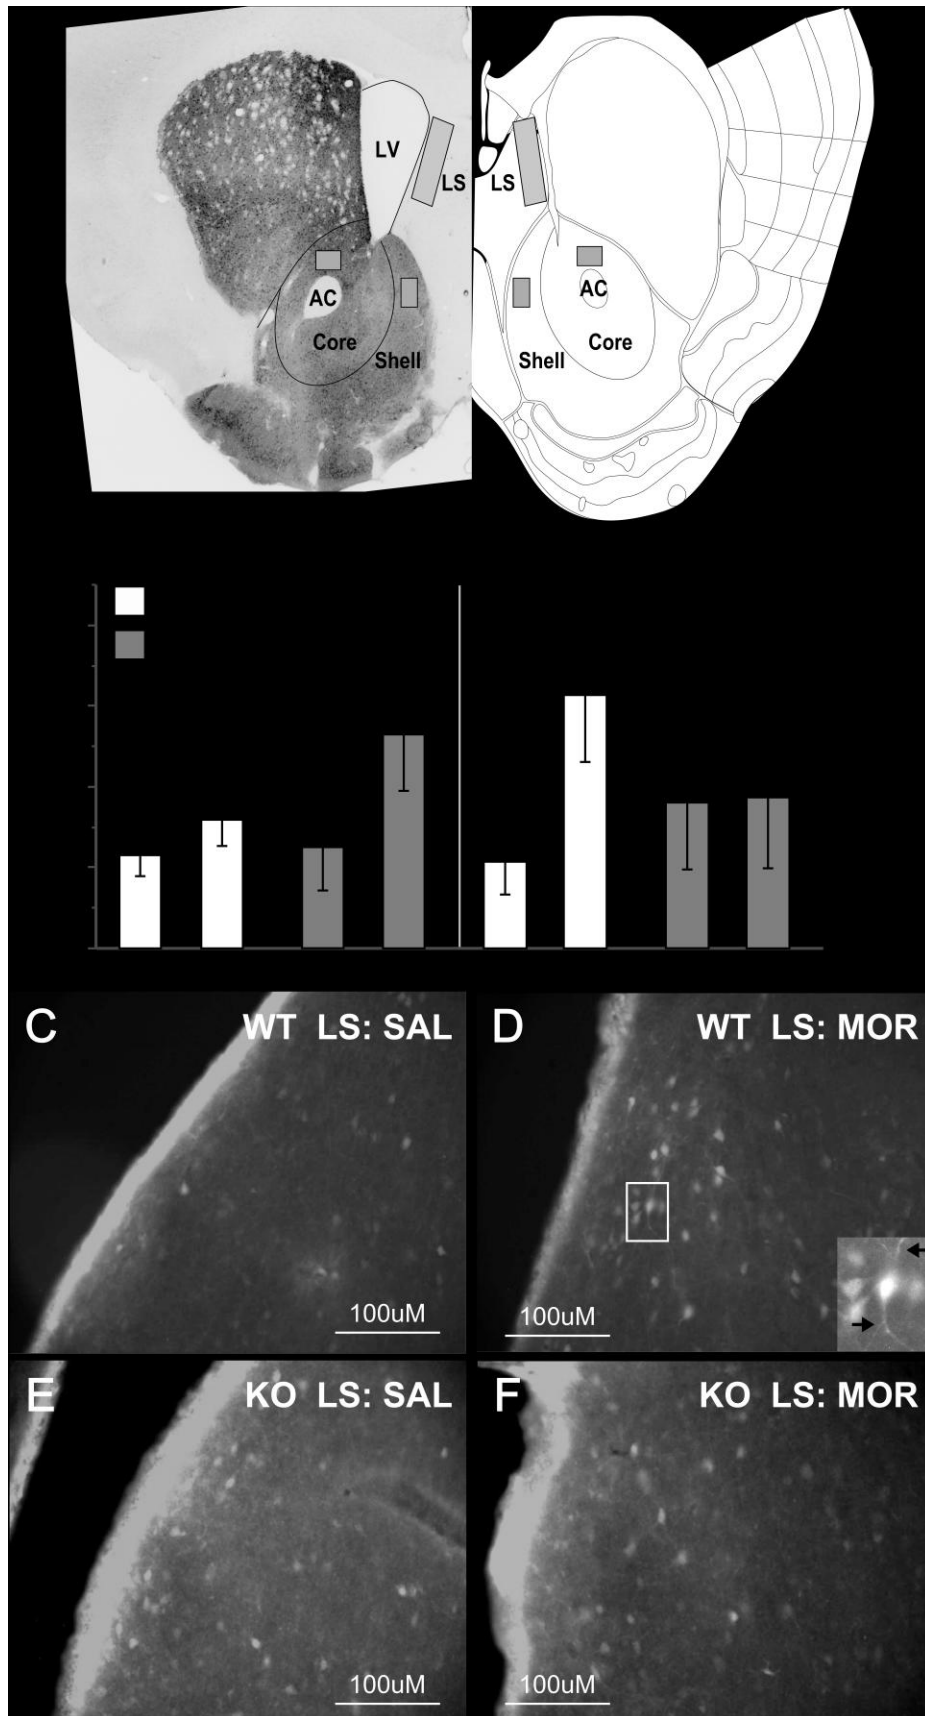 LV
LS
LS
AC
AC
Core
Shell
Shell
Core
C WT LS: SAL
100uM
D WT LS: MOR
100uM
E KO LS: SAL
100uM
F KO LS: MOR
100uM